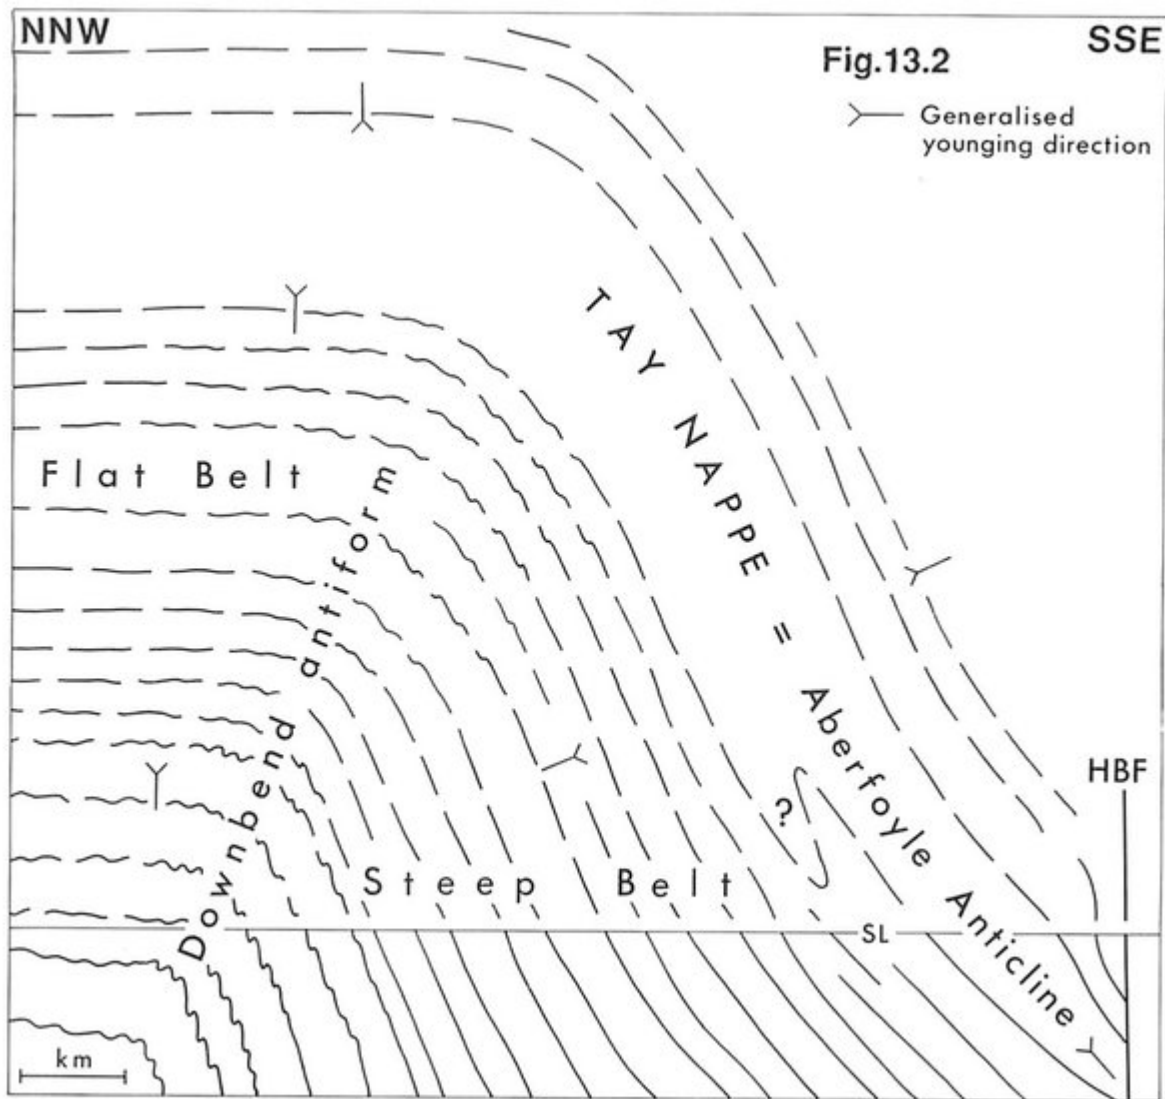 NNW
SSE
Fig.13.2
Generalised
younging direction
TAY NAPPE = Aberfoyle Anticline
Flat Belt
Downbend antiform
HBF
?
Steep Belt
SL
km